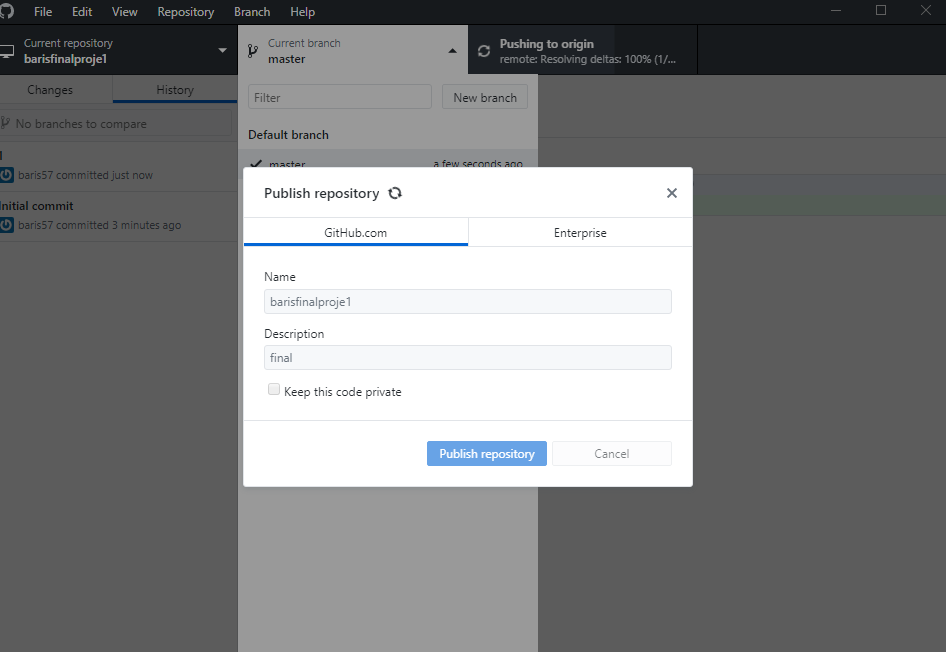 File Edit View Repository Branch Help
Current repository
barisfinalproje1
Current branch
master
Pushing to origin
remote: Resolving deltas: 100% (1/...
Changes
History
Filter
New branch
No branches to compare
Default branch
master
a few seconds ago
baris57 committed just now
Initial commit
baris57 committed 3 minutes ago
Publish repository
GitHub.com
Enterprise
Name
barisfinalproje1
Description
final
Keep this code private
Publish repository
Cancel